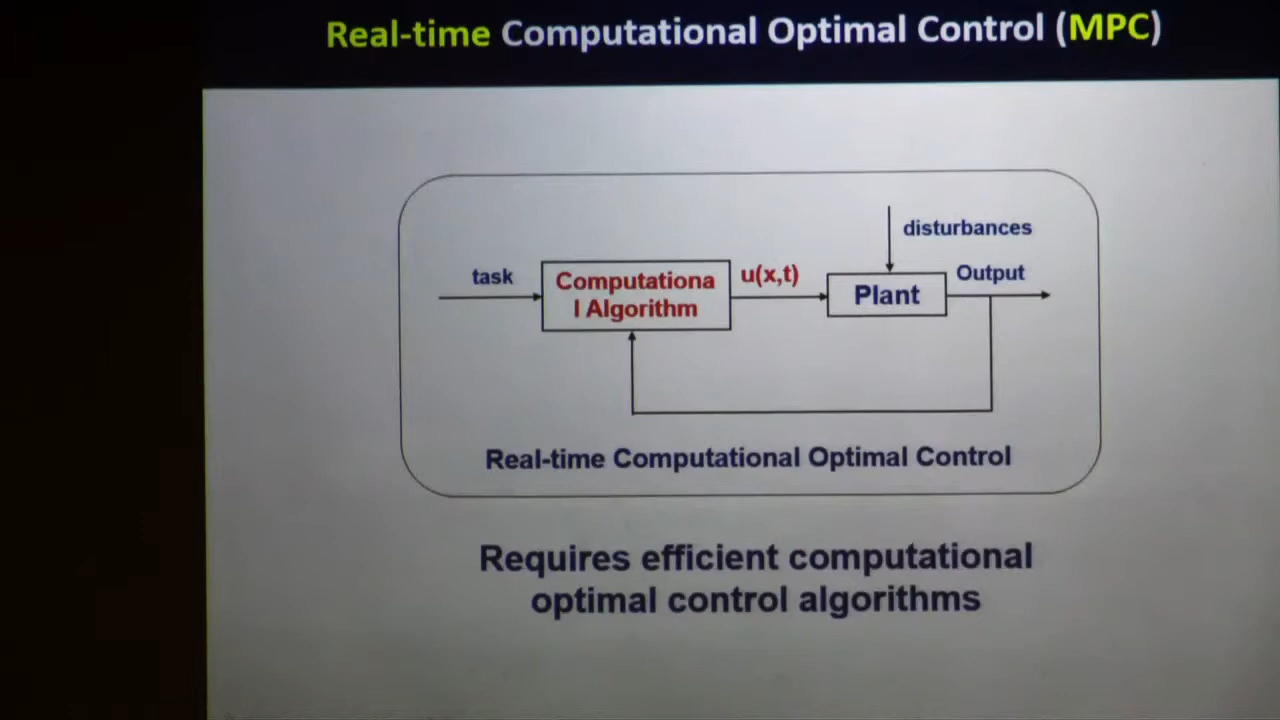 Real-time Computational Optimal Control (MPC)
disturbances
task
Computationa
l Algorithm
u(x,t)
Plant
Output
Real-time Computational Optimal Control
Requires efficient computational
optimal control algorithms